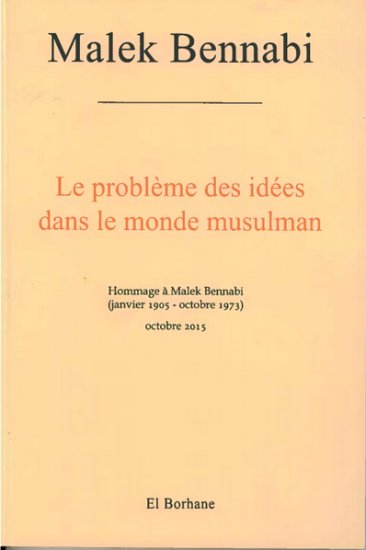 Malek Bennabi
Le problème des idées
dans le monde musulman
Hommage à Malek Bennabi
(janvier 1905 - octobre 1973)
octobre 2015
El Borhane